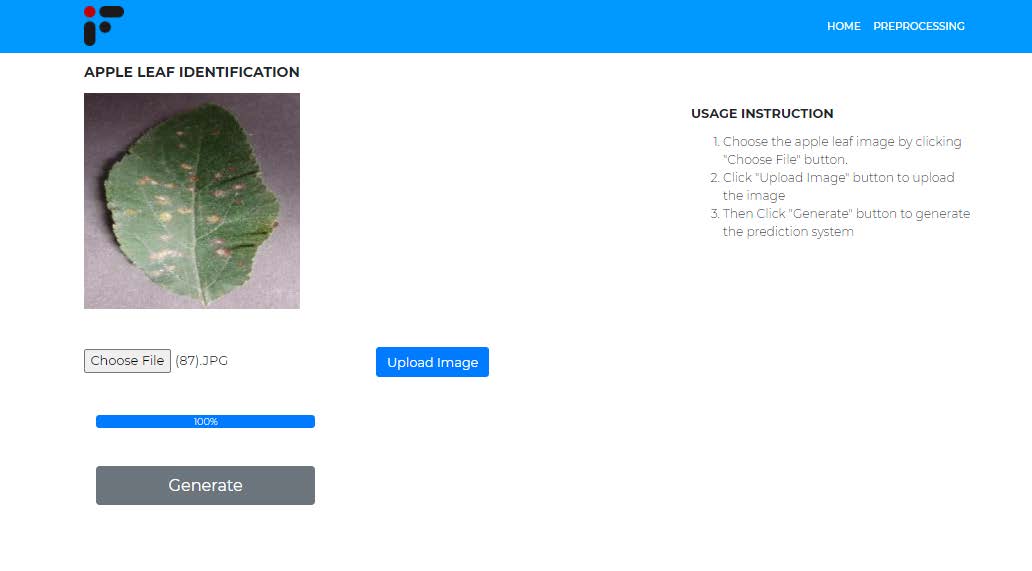 HOME PREPROCESSING
APPLE LEAF IDENTIFICATION
USAGE INSTRUCTION
1. Choose the apple leaf image by clicking
"Choose File" button.
2. Click "Upload Image" button to upload
the image
3. Then Click "Generate" button to generate
the prediction system
Choose File (87).JPG
Upload Image
100%
Generate